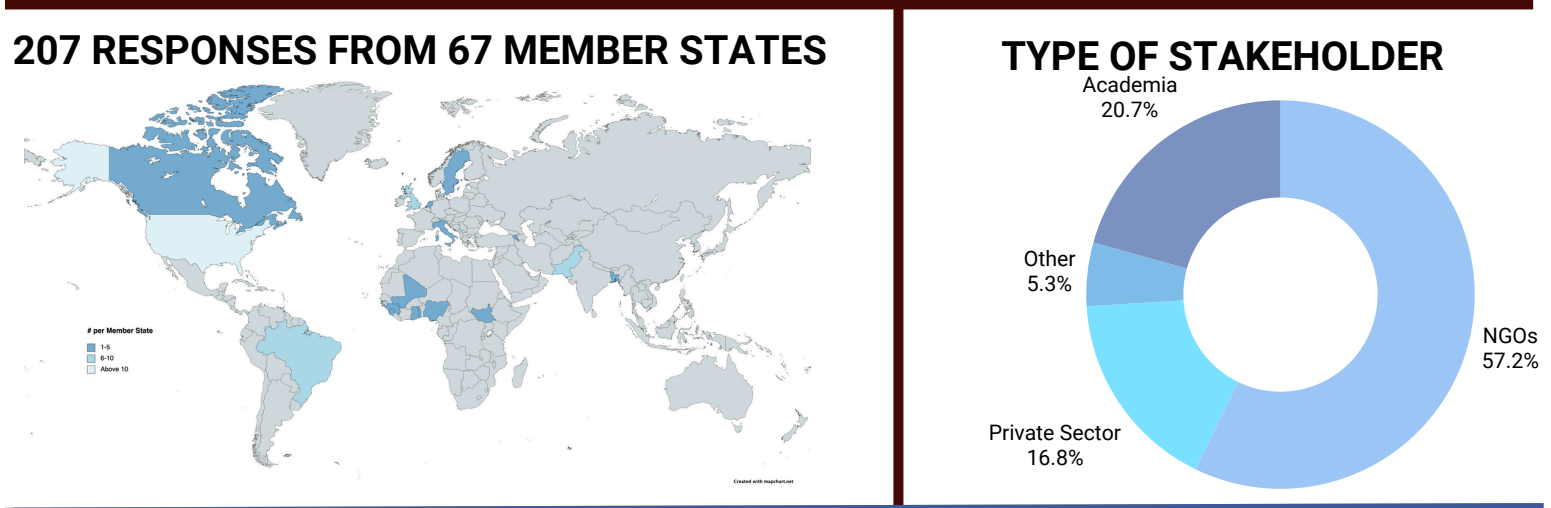 207 RESPONSES FROM 67 MEMBER STATES
# per Member State
1-5
6-10
Above 10
Created with mapchart.net
TYPE OF STAKEHOLDER
Academia
20.7%
Other
5.3%
NGOs
57.2%
Private Sector
16.8%